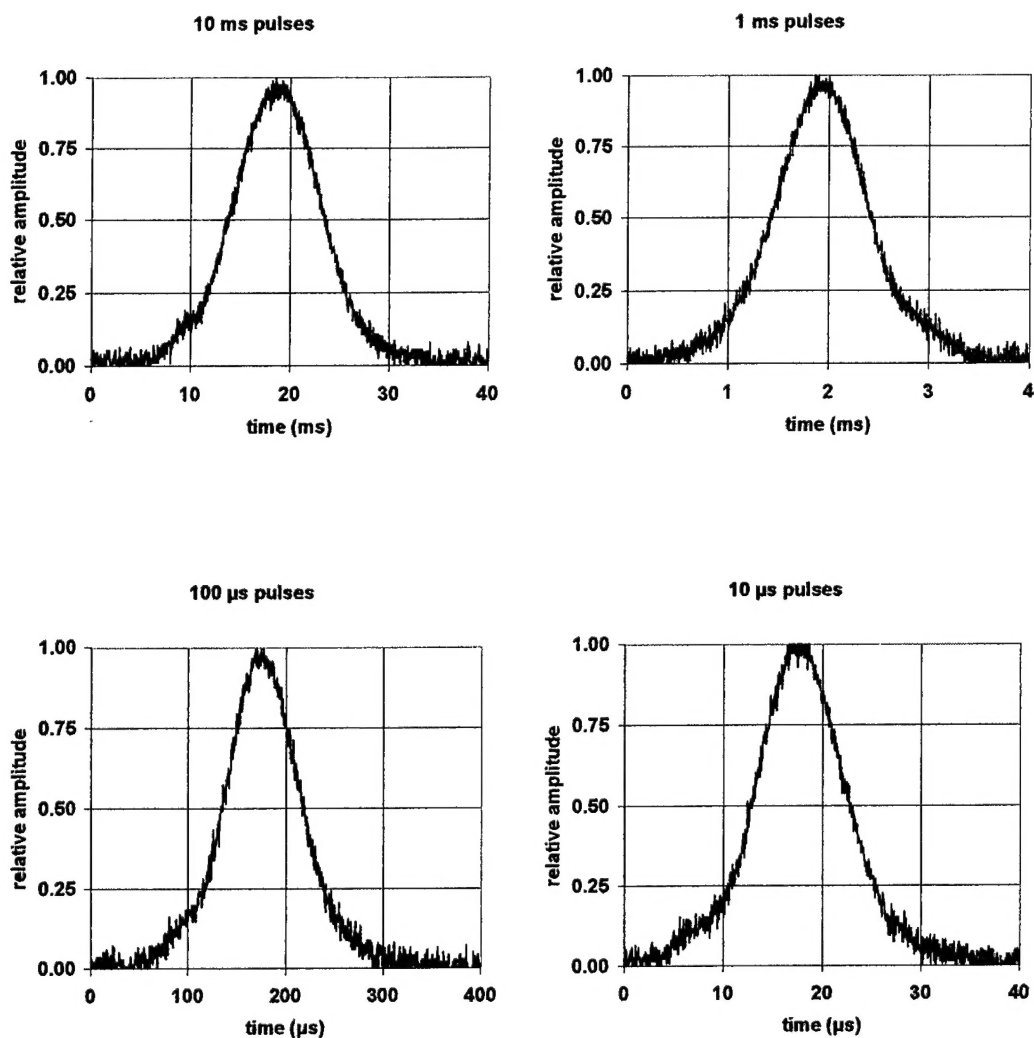 10 ms pulses
relative amplitude
1.00
0.75
0.50
0.25
0.00
0 10 20 30 40
time (ms)
1 ms pulses
relative amplitude
1.00
0.75
0.50
0.25
0.00
0 1 2 3 4
time (ms)
100 µs pulses
relative amplitude
1.00
0.75
0.50
0.25
0.00
0 100 200 300 400
time (µs)
10 µs pulses
relative amplitude
1.00
0.75
0.50
0.25
0.00
0 10 20 30 40
time (µs)